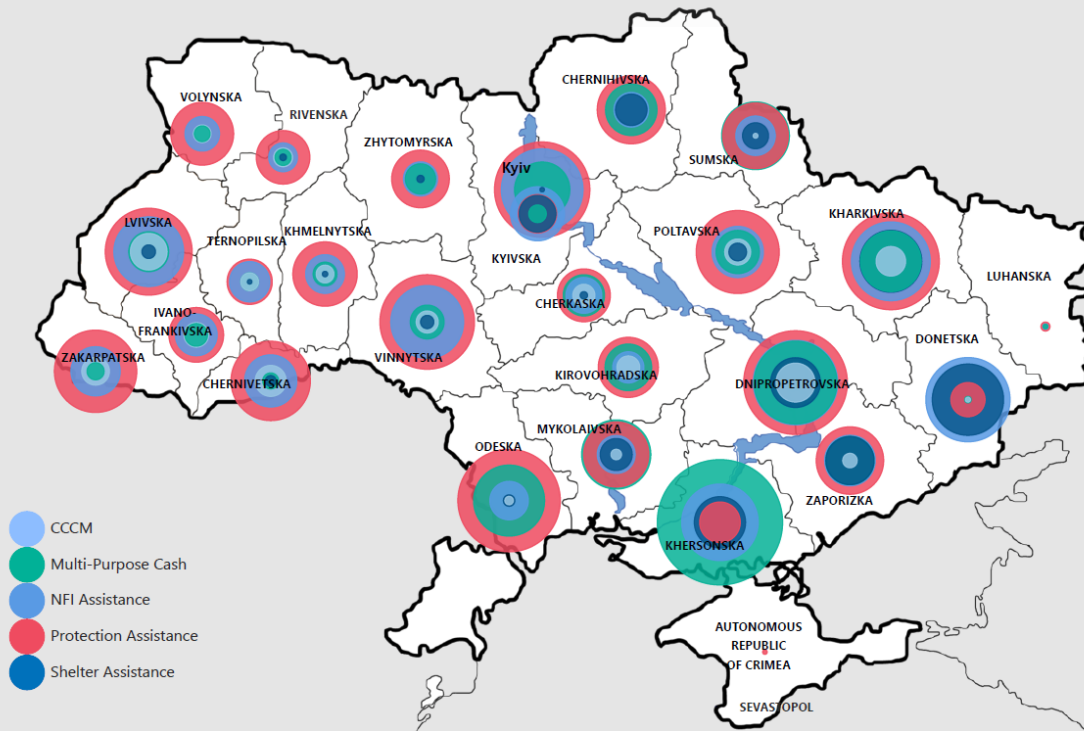 CHERNIHIVSKA
VOLYNSKA
RIVENSKA
ZHYTOMYRSKA
SUMSKA
Kyiv
KHARKIVSKA
LVIVSKA
TERNOPILSKA
KHMELNYTSKA
POLTAVSKA
KYIVSKA
LUHANSKA
CHERKASKA
IVANO-
FRANKIVSKA
DONETSKA
ZAKARPATSKA
VINNYTSKA
KIROVOHRADSKA
CHERNIVETSKA
DNIPROPETROVSKA
MYKOLAIVSKA
ODESKA
ZAPORIZKA
KHERSONSKA
CCCM
Multi-Purpose Cash
NFI Assistance
Protection Assistance
Shelter Assistance
AUTONOMOUS
REPUBLIC
OF CRIMEA
SEVASTOPOL